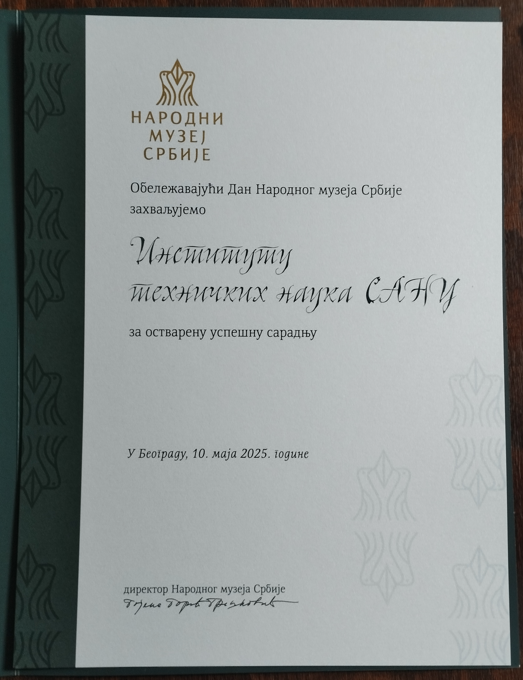 НАРОДНИ
МУЗЕЈ
СРБИЈЕ
Обележавајући Дан Народног музеја Србије
захваљујемо
Институту
техничких наука САНУ
за остварену успешну сарадњу
У Београду, 10. маја 2025. године
директор Народног музеја Србије